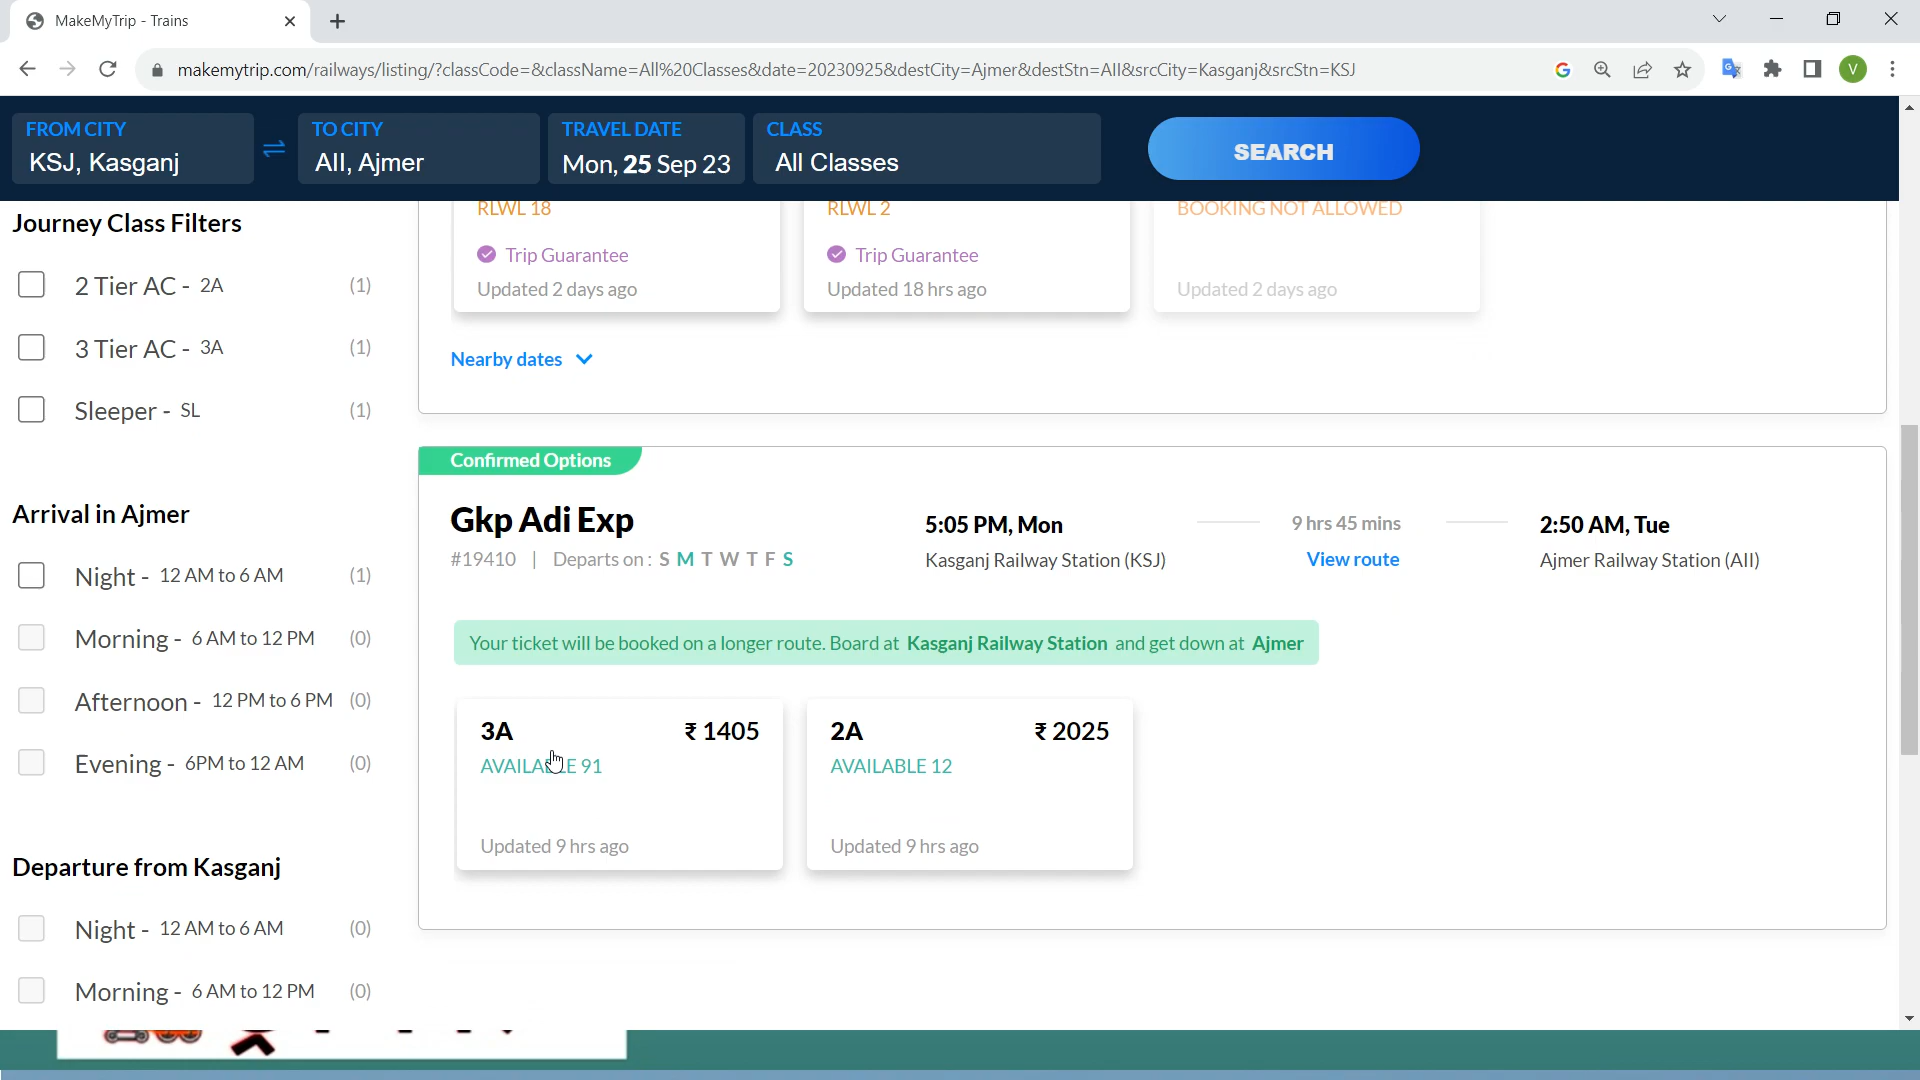 MakeMyTrip - Trains
makemytrip.com/railways/listing/?classCode=&className=All%20Classes&date=20230925&destCity=Ajmer&destStn=AII&srcCity=Kasganj&srcStn=KSJ
V
FROM CITY
KSJ, Kasganj
TO CITY
AII, Ajmer
TRAVEL DATE
Mon, 25 Sep 23
CLASS
All Classes
SEARCH
Journey Class Filters
2 Tier AC - 2A (1)
3 Tier AC - 3A (1)
Sleeper - SL (1)
Arrival in Ajmer
Night - 12 AM to 6 AM (1)
Morning - 6 AM to 12 PM (0)
Afternoon - 12 PM to 6 PM (0)
Evening - 6PM to 12 AM (0)
Departure from Kasganj
Night - 12 AM to 6 AM (0)
Morning - 6 AM to 12 PM (0)
RLWL 18
Trip Guarantee
Updated 2 days ago
RLWL 2
Trip Guarantee
Updated 18 hrs ago
BOOKING NOT ALLOWED
Updated 2 days ago
Nearby dates
Confirmed Options
Gkp Adi Exp
#19410 | Departs on : S M T W T F S
5:05 PM, Mon
Kasganj Railway Station (KSJ)
9 hrs 45 mins
View route
2:50 AM, Tue
Ajmer Railway Station (AII)
Your ticket will be booked on a longer route. Board at Kasganj Railway Station and get down at Ajmer
3A ₹ 1405
AVAILABLE 91
Updated 9 hrs ago
2A ₹ 2025
AVAILABLE 12
Updated 9 hrs ago